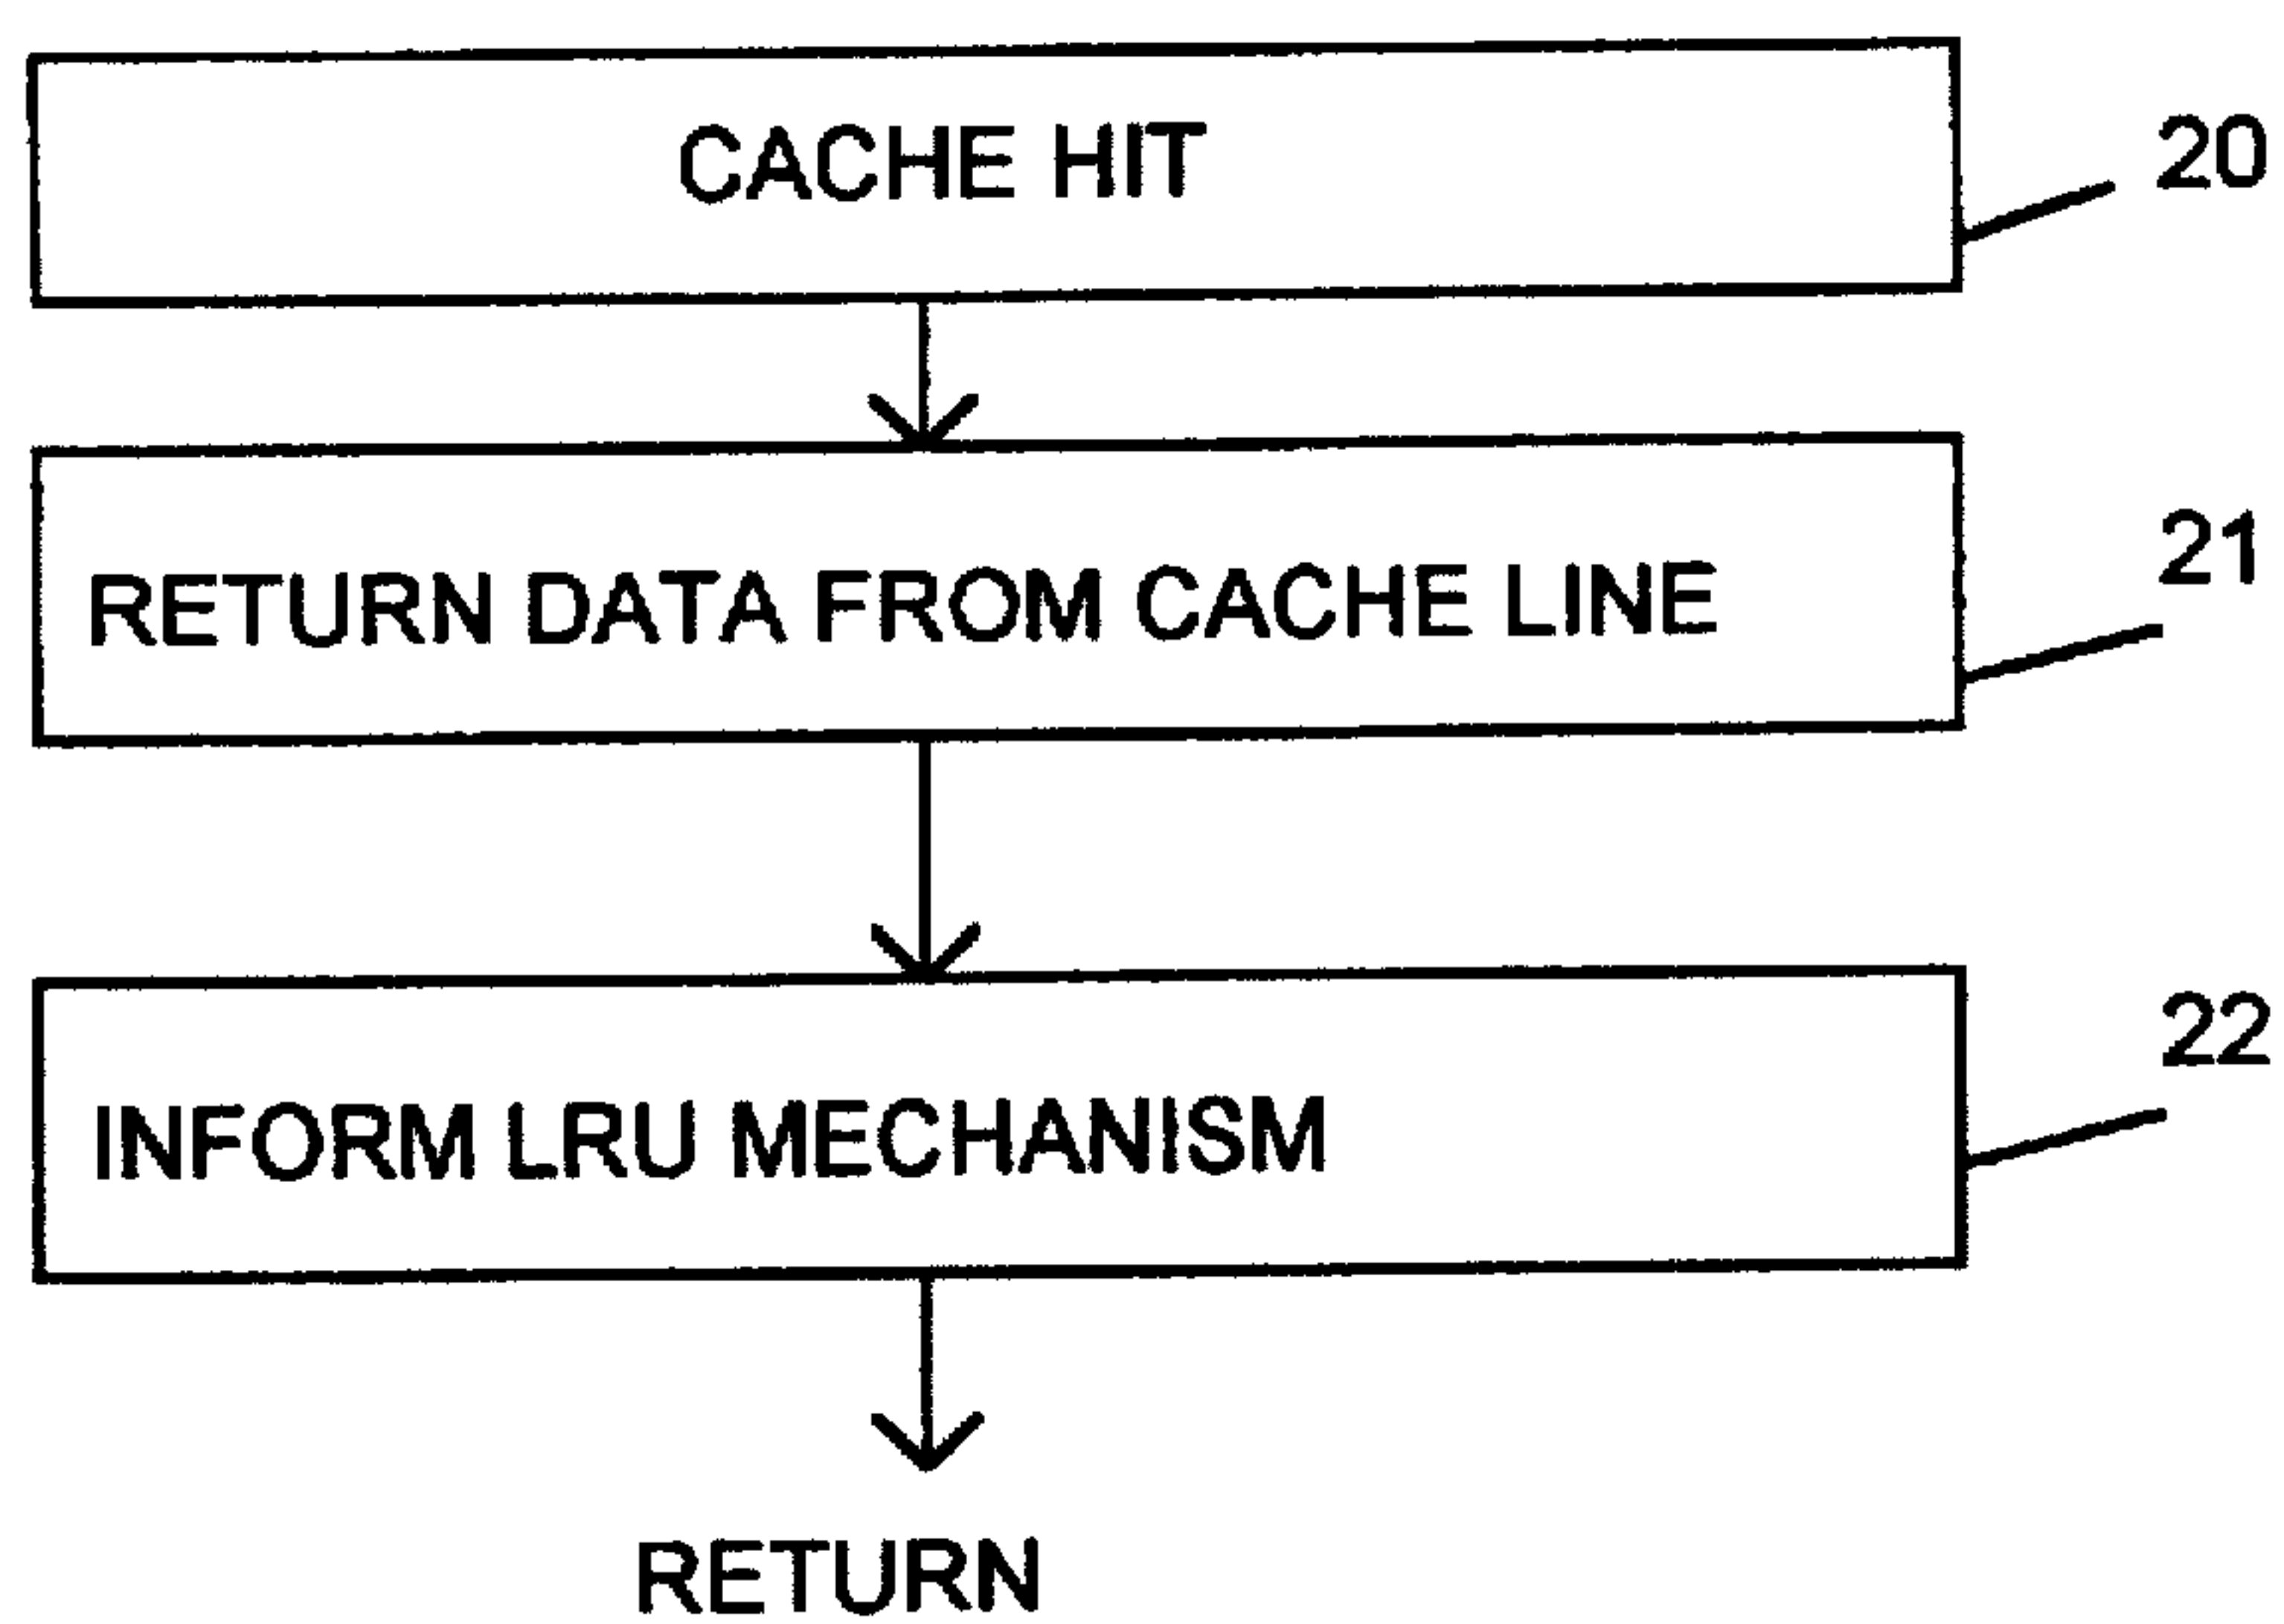 CACHE HIT
20
RETURN DATA FROM CACHE LINE
21
INFORM LRU MECHANISM
22
RETURN